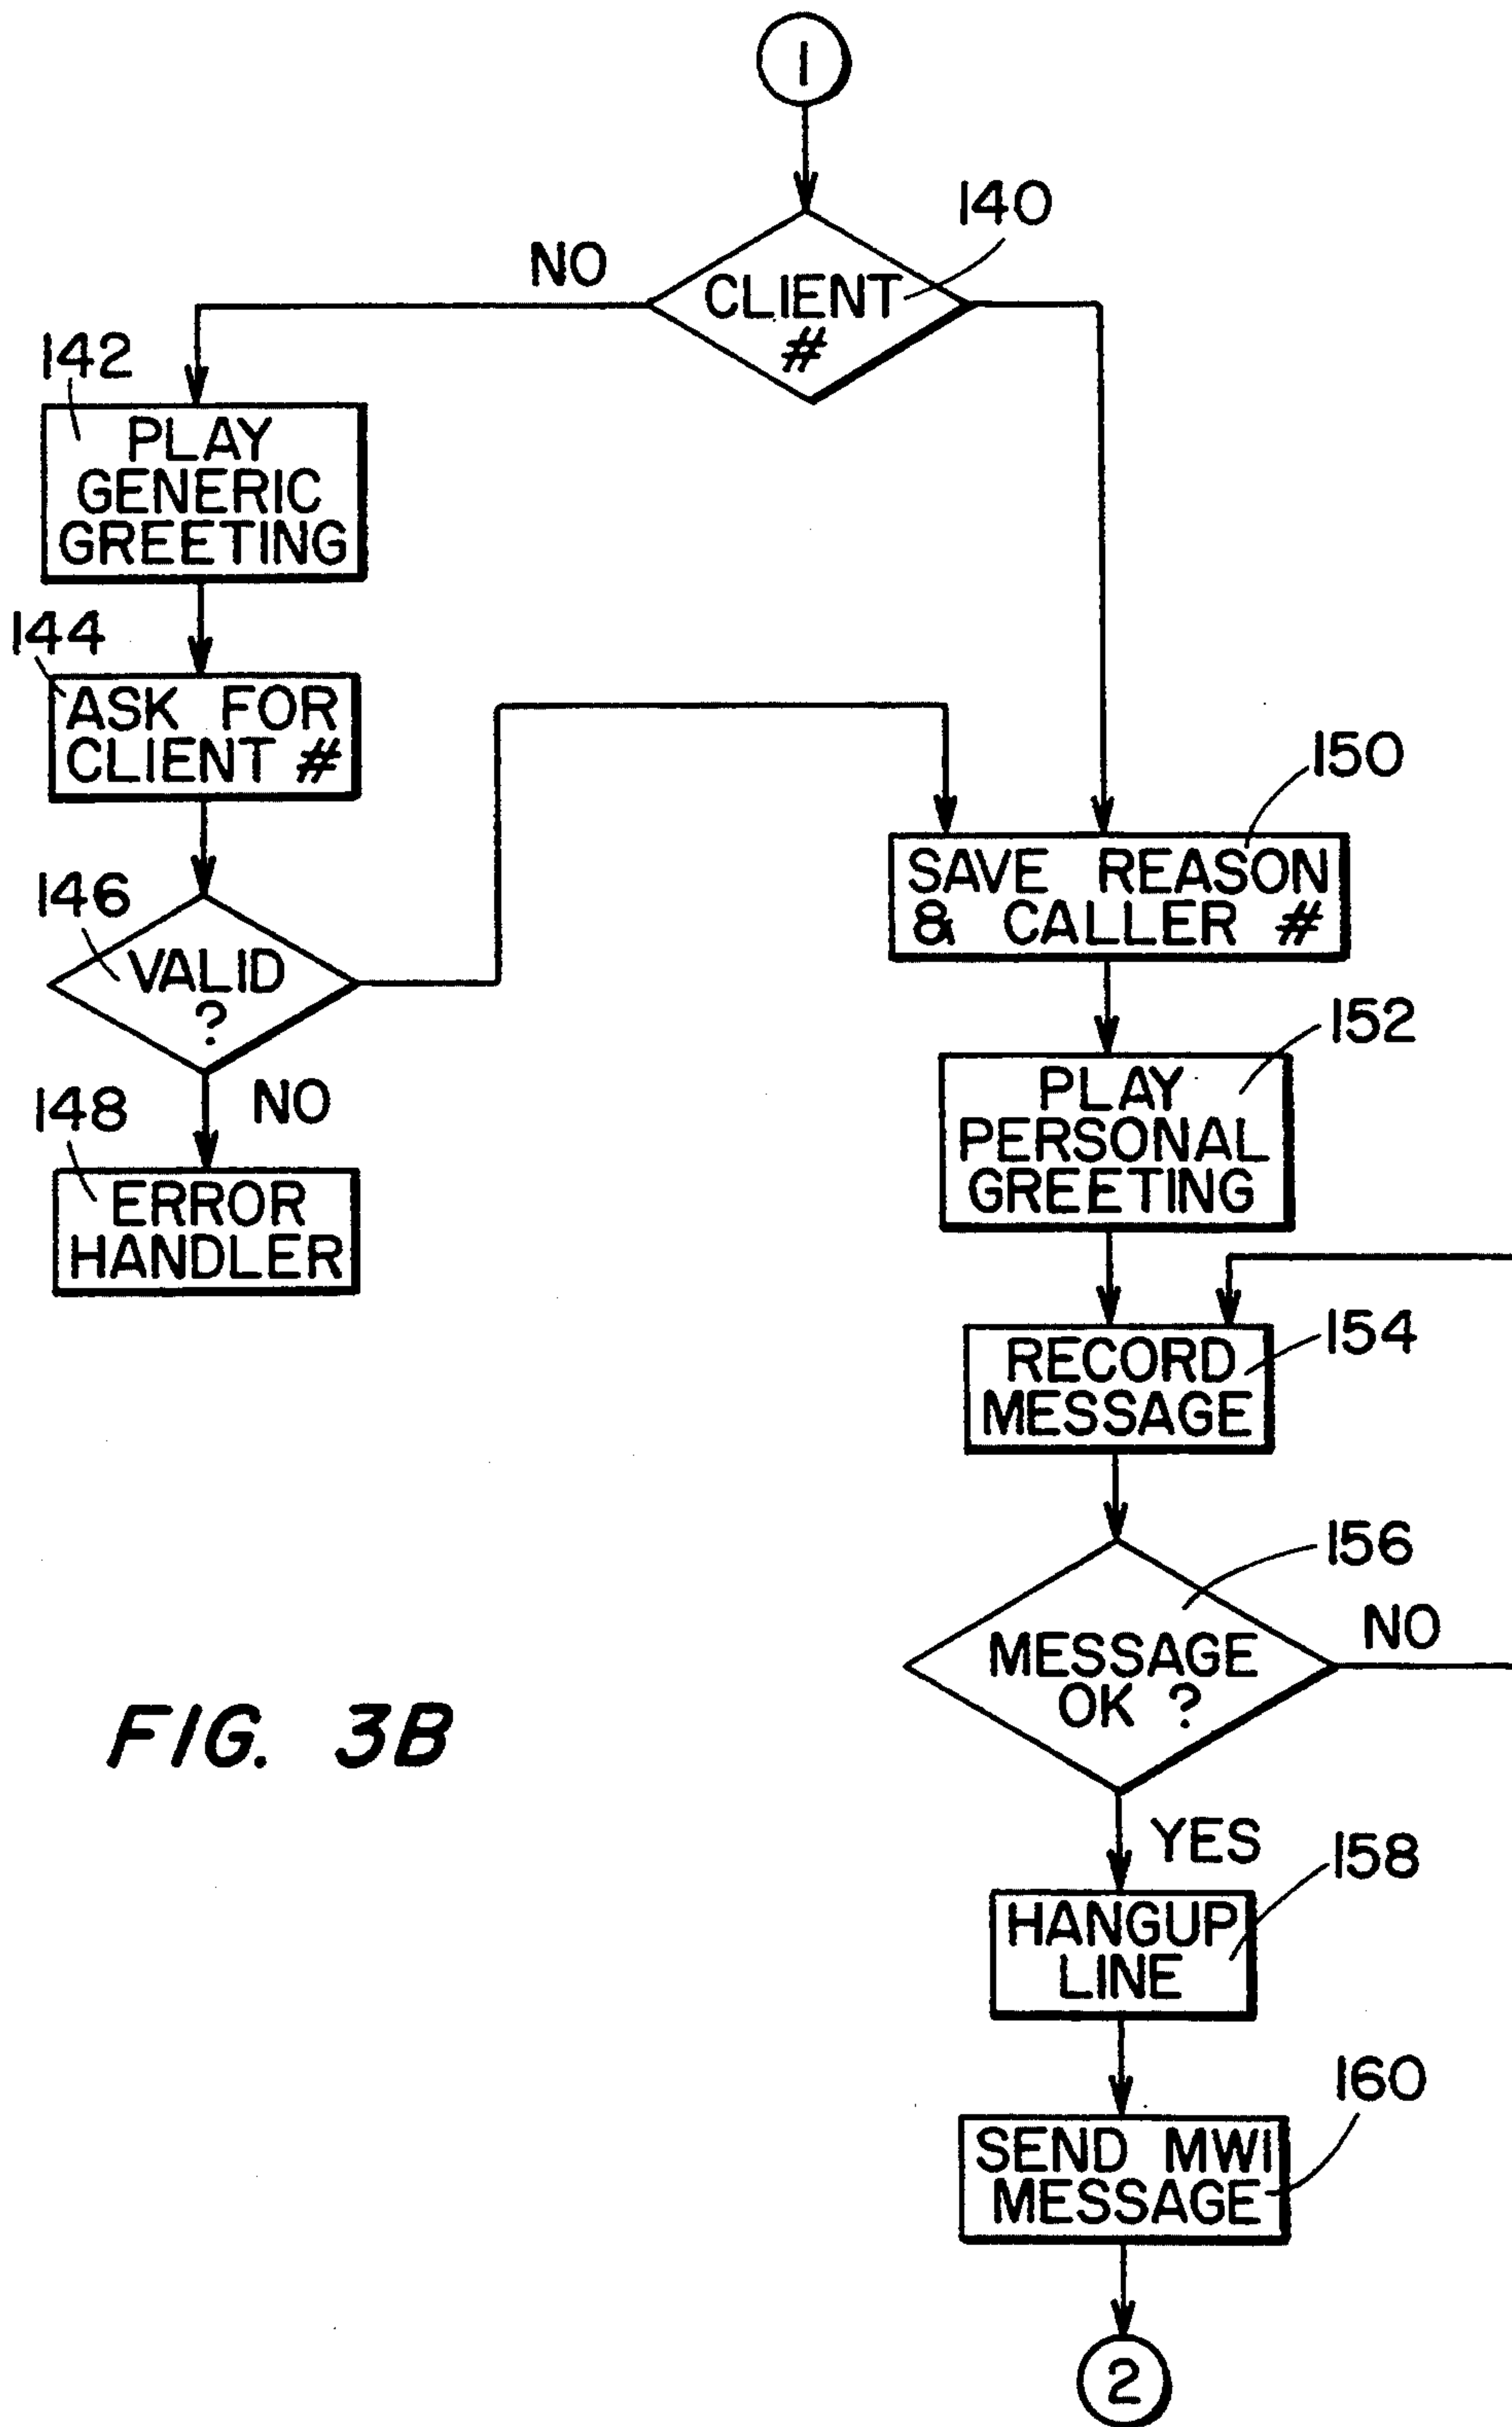 1
140
NO
CLIENT
#
142
PLAY
GENERIC
GREETING
144
ASK FOR
CLIENT #
150
SAVE REASON
& CALLER #
146
VALID
?
NO
148
ERROR
HANDLER
152
PLAY
PERSONAL
GREETING
154
RECORD
MESSAGE
156
MESSAGE
OK ?
NO
FIG. 3B
YES
158
HANGUP
LINE
160
SEND MWI
MESSAGE
2